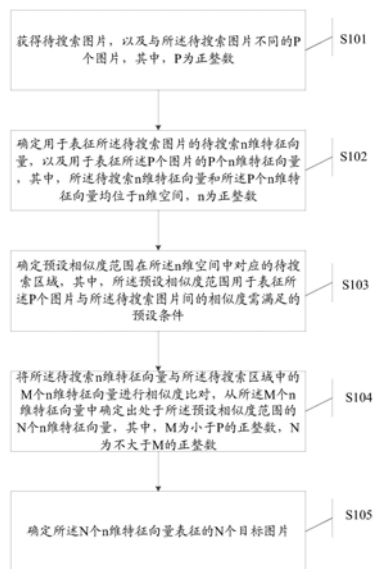 获得待搜索图片，以及与所述待搜索图片不同的P
个图片，其中，P为正整数
S101
确定用于表征所述待搜索图片的待搜索n维特征向
量，以及用于表征所述P个图片的P个n维特征向量
，其中，所述待搜索n维特征向量和所述P个n维特
征向量均位于n维空间，n为正整数
S102
确定预设相似度范围在所述n维空间中对应的待搜
索区域，其中，所述预设相似度范围用于表征所
述P个图片与所述待搜索图片间的相似度需满足的
预设条件
S103
将所述待搜索n维特征向量与所述待搜索区域中的
M个n维特征向量进行相似度比对，从所述M个n
维特征向量中确定出处于所述预设相似度范围的
N个n维特征向量，其中，M为小于P的正整数，N
为不大于M的正整数
S104
确定所述N个n维特征向量表征的N个目标图片
S105